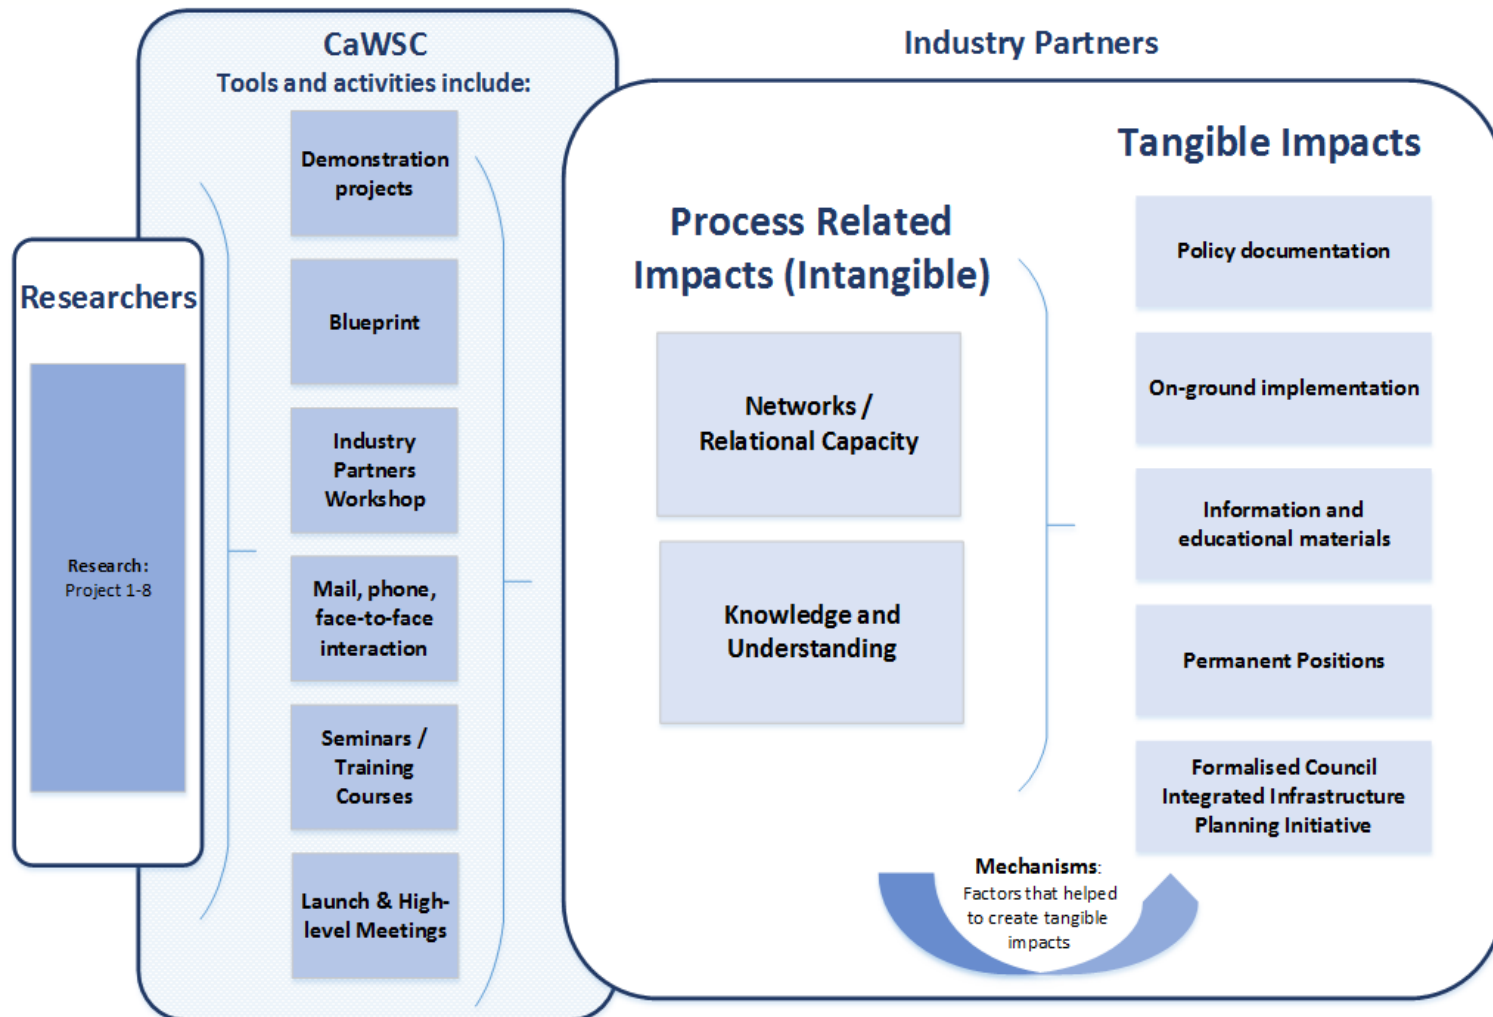 CaWSC
Tools and activities include:
Industry Partners
Researchers
Research:
Project 1-8
Demonstration
projects
Blueprint
Industry
Partners
Workshop
Mail, phone,
face-to-face
interaction
Seminars /
Training
Courses
Launch & High-
level Meetings
Process Related
Impacts (Intangible)
Networks /
Relational Capacity
Knowledge and
Understanding
Tangible Impacts
Policy documentation
On-ground implementation
Information and
educational materials
Permanent Positions
Formalised Council
Integrated Infrastructure
Planning Initiative
Mechanisms:
Factors that helped
to create tangible
impacts